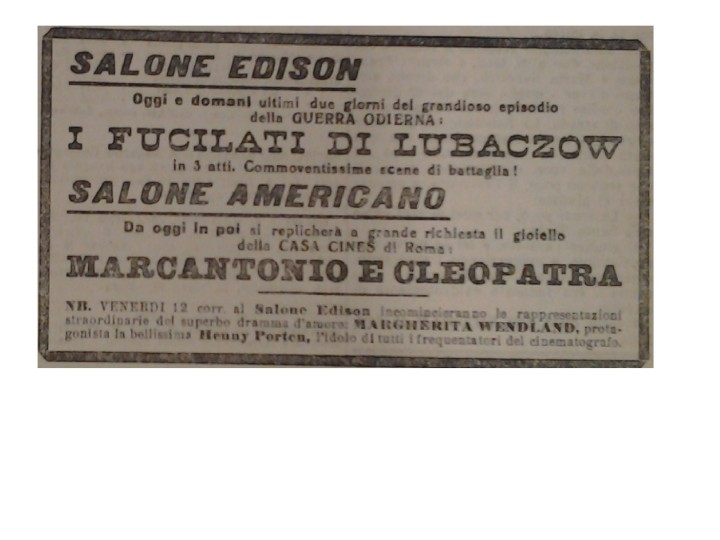 SALONE EDISON
Oggi e domani ultimi due giorni del grandioso episodio
della GUERRA ODIERNA:
I FUCILATI DI LUBACZOW
in 3 atti. Commoventissime scene di battaglia!
SALONE AMERICANO
Da oggi in poi si replicherà a grande richiesta il gioiello
della CASA CINES di Roma:
MARCANTONIO E CLEOPATRA
NB. VENERDI 12 corr. al Salone Edison incomincieranno le rappresentazioni
straordinarie del superbo dramma d'amore: MARGHERITA WENDLAND, prota-
gonista la bellissima Henny Porten, l'idolo di tutti i frequentatori del cinematografo.